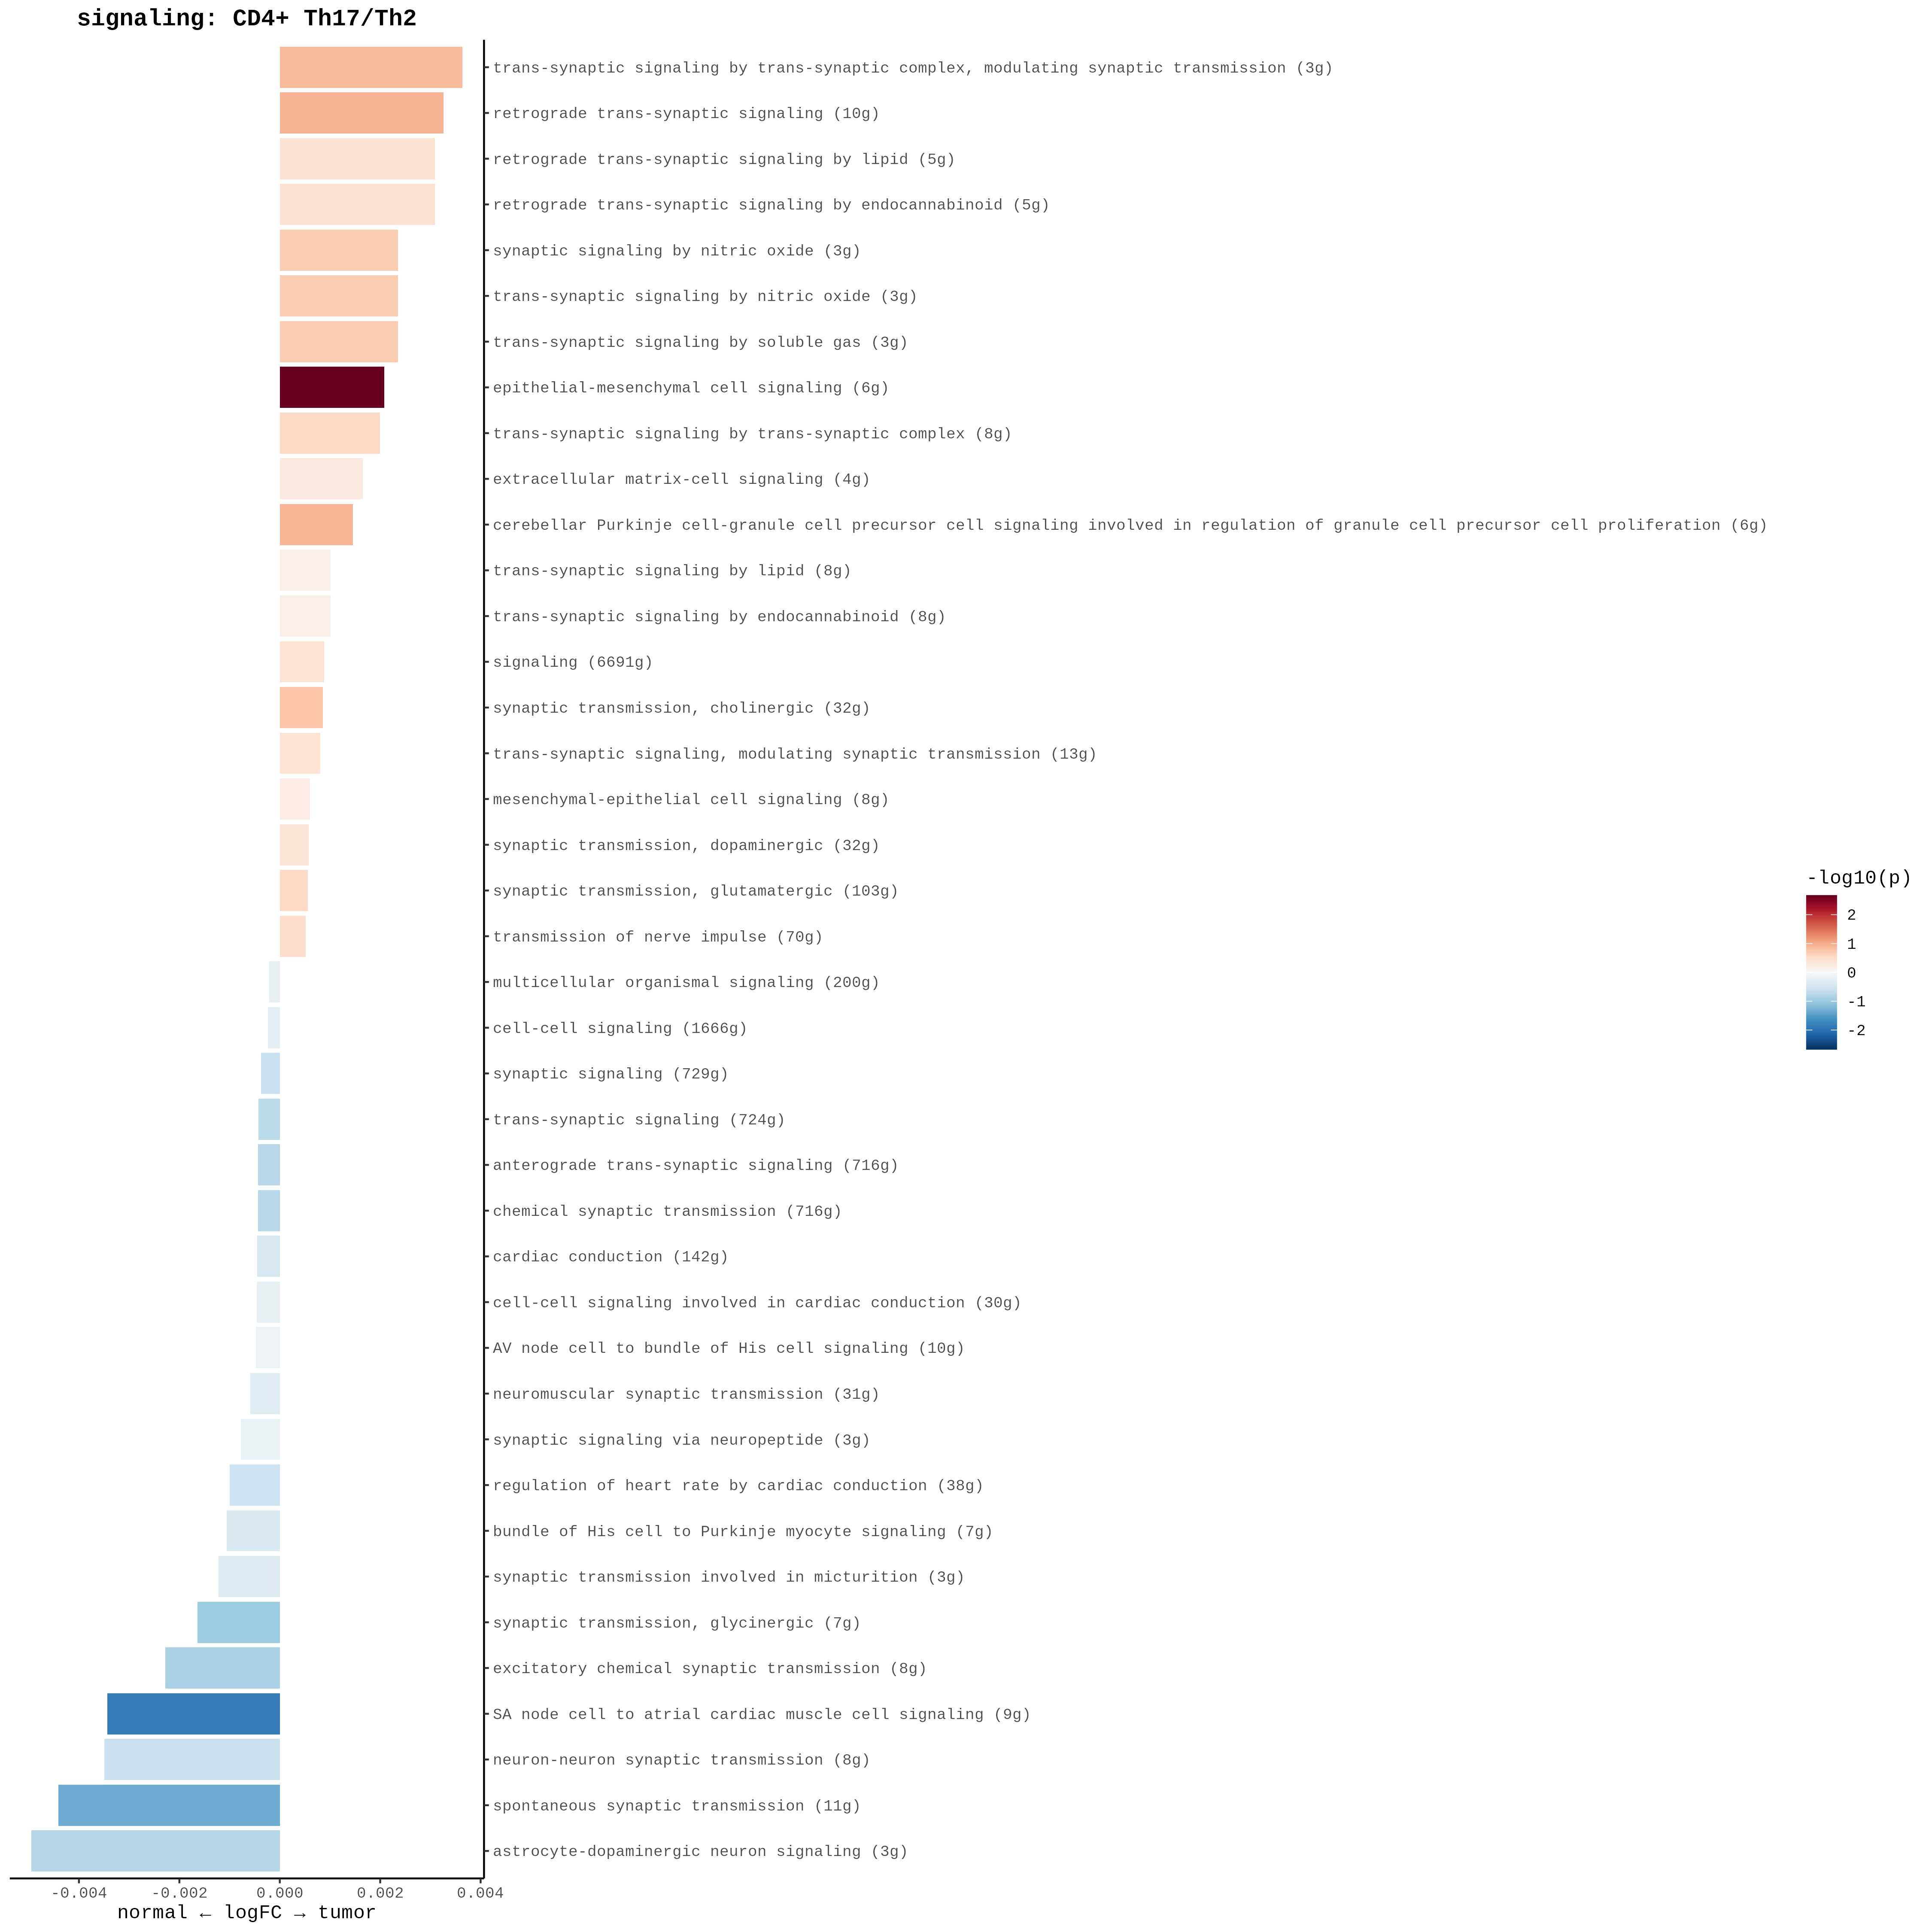 signaling: CD4+ Th17/Th2
trans-synaptic signaling by trans-synaptic complex, modulating synaptic transmission (3g)
retrograde trans-synaptic signaling (10g)
retrograde trans-synaptic signaling by lipid (5g)
retrograde trans-synaptic signaling by endocannabinoid (5g)
synaptic signaling by nitric oxide (3g)
trans-synaptic signaling by nitric oxide (3g)
trans-synaptic signaling by soluble gas (3g)
epithelial-mesenchymal cell signaling (6g)
trans-synaptic signaling by trans-synaptic complex (8g)
extracellular matrix-cell signaling (4g)
cerebellar Purkinje cell-granule cell precursor cell signaling involved in regulation of granule cell precursor cell proliferation (6g)
trans-synaptic signaling by lipid (8g)
trans-synaptic signaling by endocannabinoid (8g)
signaling (6691g)
synaptic transmission, cholinergic (32g)
trans-synaptic signaling, modulating synaptic transmission (13g)
mesenchymal-epithelial cell signaling (8g)
synaptic transmission, dopaminergic (32g)
synaptic transmission, glutamatergic (103g)
transmission of nerve impulse (70g)
multicellular organismal signaling (200g)
cell-cell signaling (1666g)
synaptic signaling (729g)
trans-synaptic signaling (724g)
anterograde trans-synaptic signaling (716g)
chemical synaptic transmission (716g)
cardiac conduction (142g)
cell-cell signaling involved in cardiac conduction (30g)
AV node cell to bundle of His cell signaling (10g)
neuromuscular synaptic transmission (31g)
synaptic signaling via neuropeptide (3g)
regulation of heart rate by cardiac conduction (38g)
bundle of His cell to Purkinje myocyte signaling (7g)
synaptic transmission involved in micturition (3g)
synaptic transmission, glycinergic (7g)
excitatory chemical synaptic transmission (8g)
SA node cell to atrial cardiac muscle cell signaling (9g)
neuron-neuron synaptic transmission (8g)
spontaneous synaptic transmission (11g)
astrocyte-dopaminergic neuron signaling (3g)
-0.004 -0.002 0.000 0.002 0.004
normal ← logFC → tumor
-log10(p)
2
1
0
-1
-2